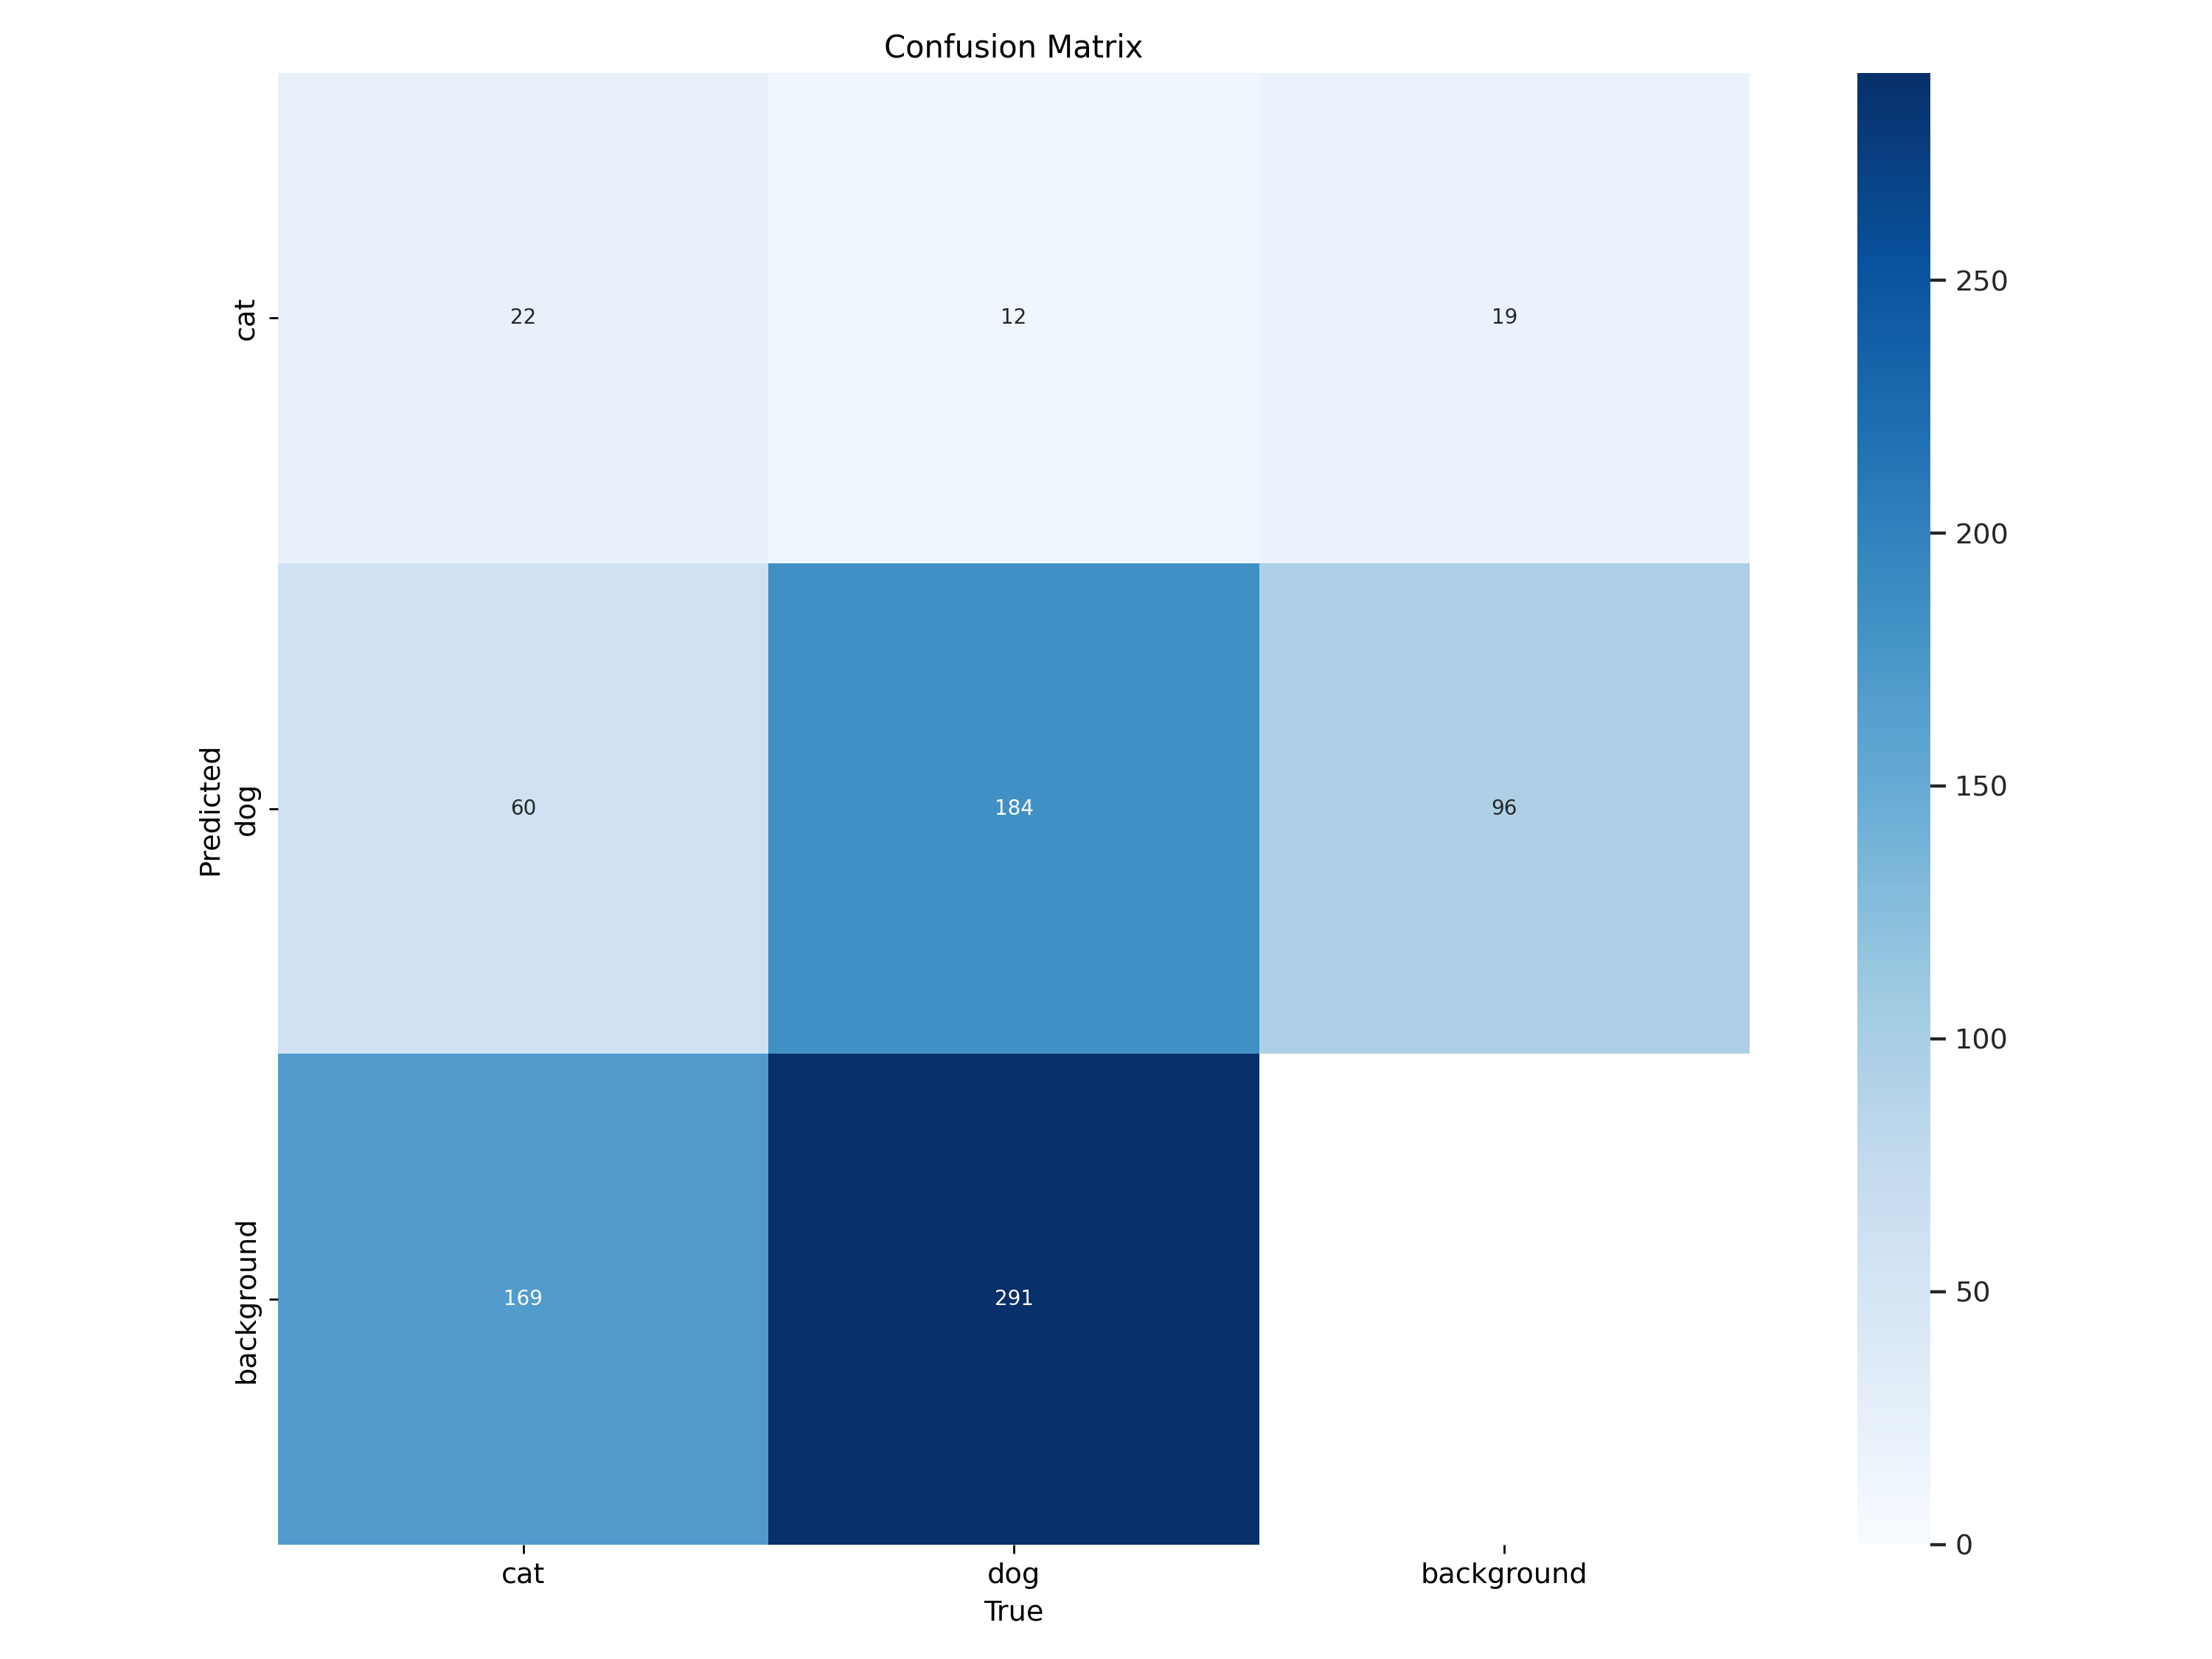 Confusion Matrix
cat
22
12
19
250
200
Predicted
dog
60
184
96
150
100
background
169
291
50
0
cat
dog
background
True